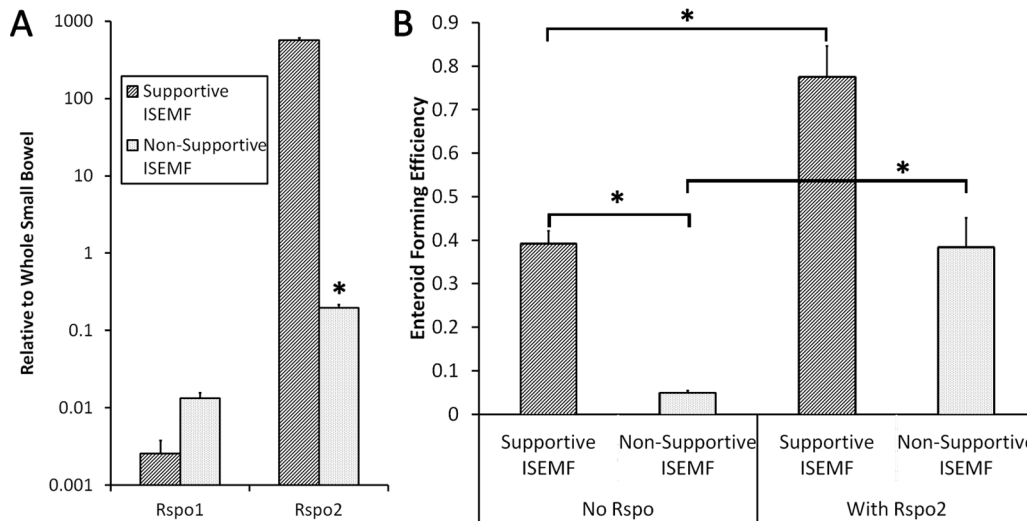 A
Relative to Whole Small Bowel
1000
100
10
1
0.1
0.01
0.001
Supportive
ISEMF
Non-Supportive
ISEMF
*
Rspo1
Rspo2
B
Enteroid Forming Efficiency
0.9
0.8
0.7
0.6
0.5
0.4
0.3
0.2
0.1
0
*
*
*
Supportive
ISEMF
Non-Supportive
ISEMF
Supportive
ISEMF
Non-Supportive
ISEMF
No Rspo
With Rspo2